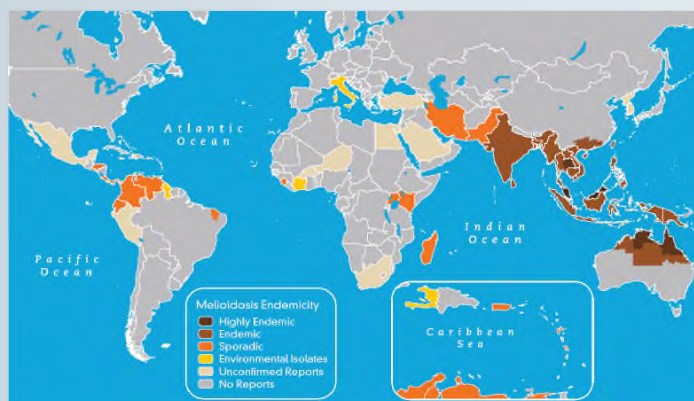 Atlantic
Ocean
Pacific
Ocean
Indian
Ocean
Melioidosis Endemicity
Highly Endemic
Endemic
Sporadic
Environmental Isolates
Unconfirmed Reports
No Reports
Caribbean
Sea